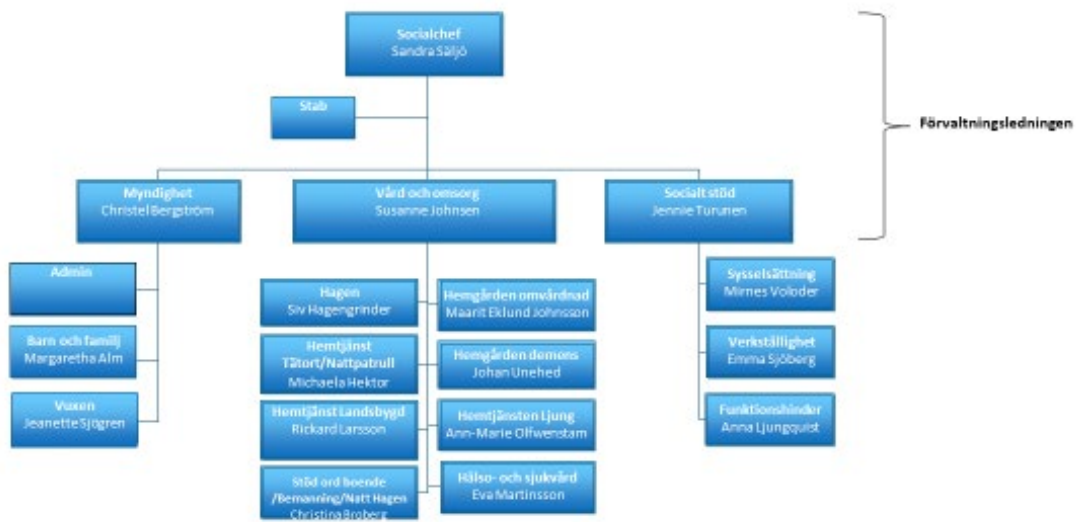 Socialchef
Sandra Säljö
Stab
Förvaltningsledningen
Myndighet
Christel Bergström
Vård och omsorg
Susanne Johnsen
Socialt stöd
Jennie Turunen
Admin
Barn och familj
Margaretha Alm
Vuxen
Jeanette Sjögren
Hagen
Siv Hagengrinder
Hemtjänst
Tätort/Nattpatrull
Michaela Hektor
Hemtjänst Landsbygd
Rickard Larsson
Stöd ord boende
/Bemanning/Natt Hagen
Christina Broberg
Hemgården omvårdnad
Maarit Eklund Johnsson
Hemgården demens
Johan Unehed
Hemtjänsten Ljung
Ann-Marie Olfwenstam
Hälso- och sjukvård
Eva Martinsson
Sysselsättning
Mirnes Voloder
Verkställighet
Emma Sjöberg
Funktionshinder
Anna Ljungquist